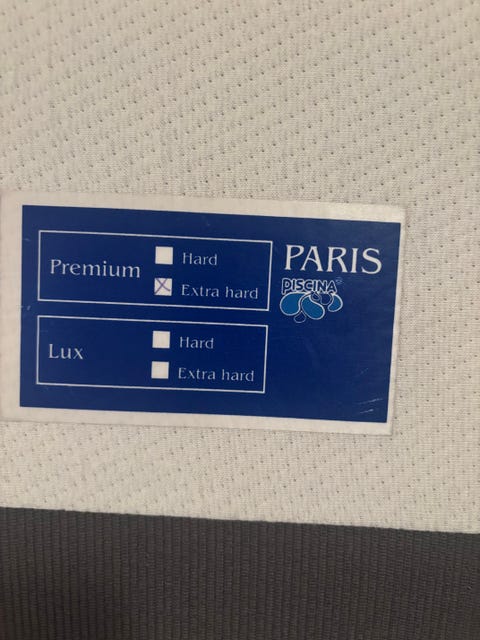 PARIS
PISCINA
Premium
Hard
Extra hard
Lux
Hard
Extra hard